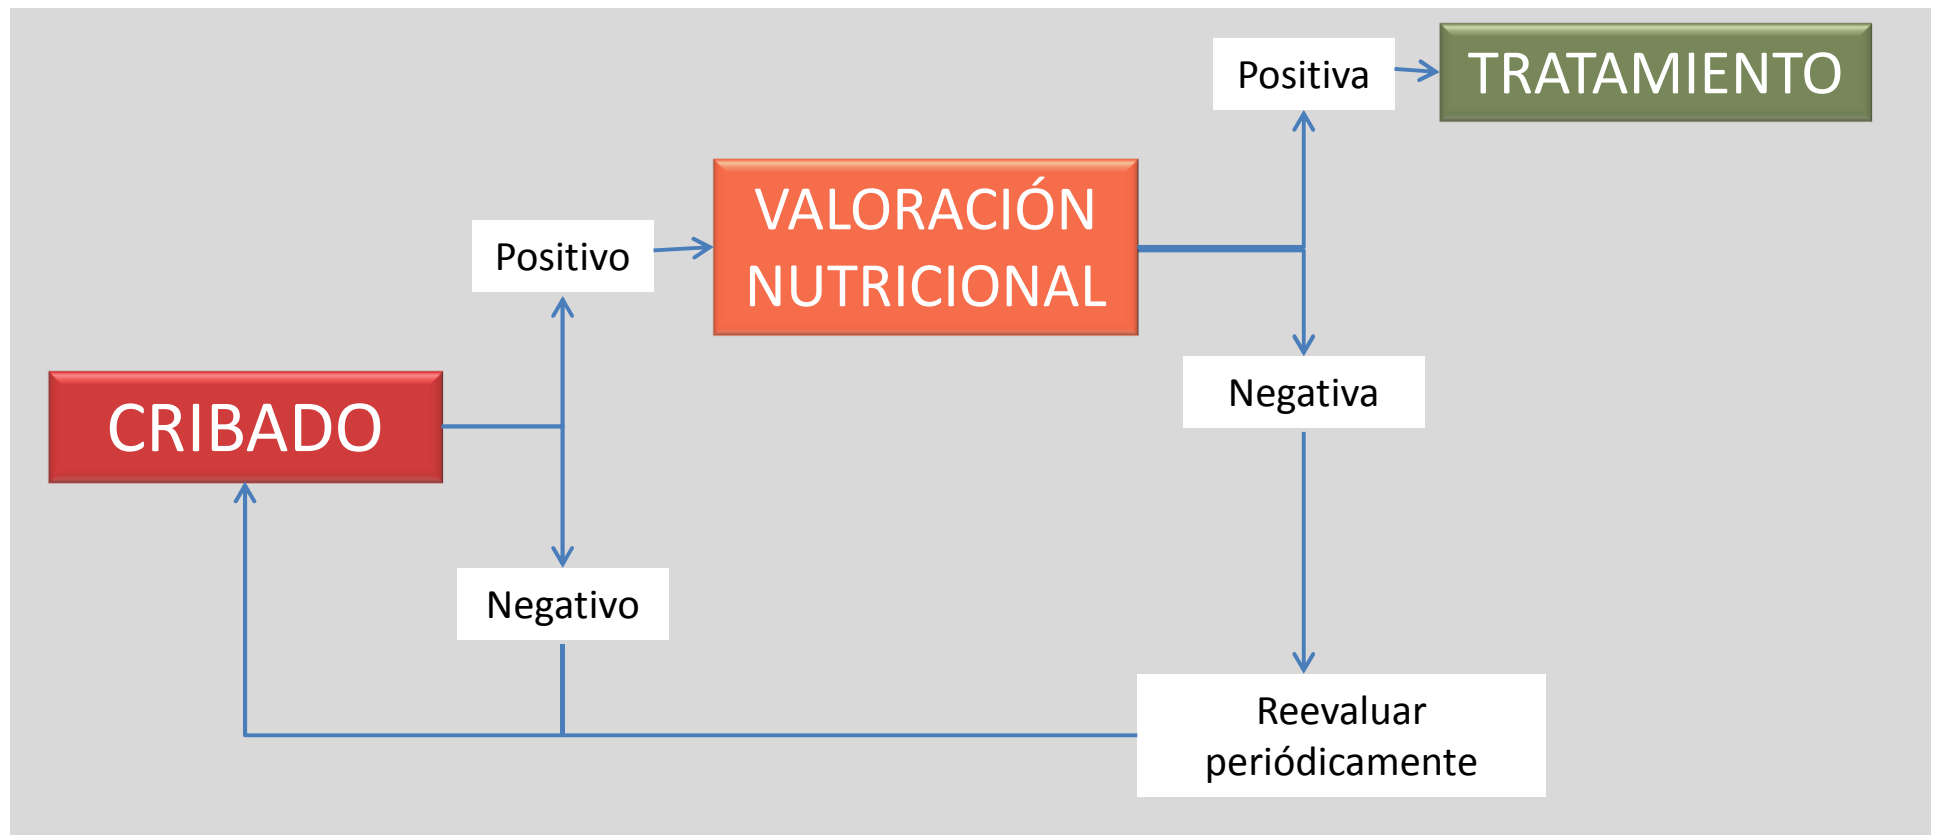 Positiva
TRATAMIENTO
VALORACIÓN
NUTRICIONAL
Positivo
Negativa
CRIBADO
Negativo
Reevaluar
periódicamente